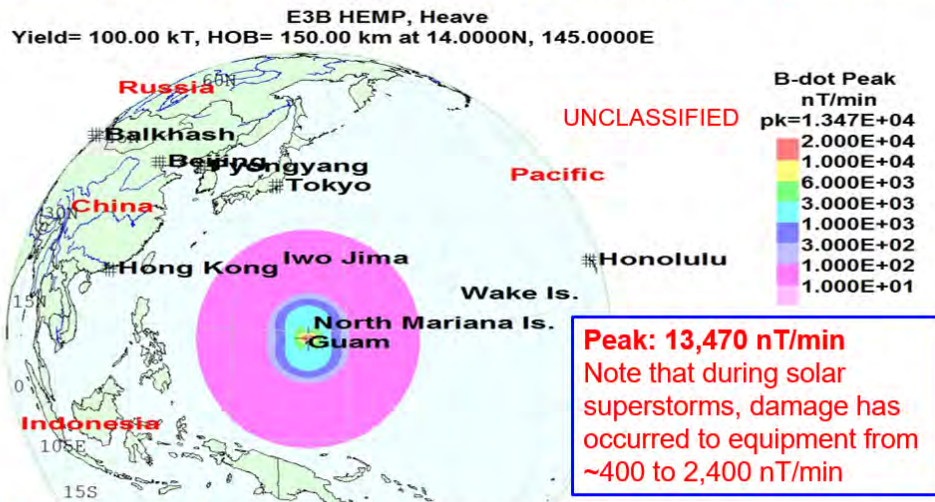 E3B HEMP, Heave
Yield= 100.00 kT, HOB= 150.00 km at 14.0000N, 145.0000E
Russia
60N
UNCLASSIFIED
B-dot Peak
nT/min
pk=1.347E+04
2.000E+04
1.000E+04
6.000E+03
3.000E+03
1.000E+03
3.000E+02
1.000E+02
1.000E+01
Balkhash
Beijing
Pyongyang
Tokyo
Pacific
China
30N
Hong Kong
Iwo Jima
Honolulu
15N
Wake Is.
North Mariana Is.
Guam
0
Indonesia
105E
15S
Peak: 13,470 nT/min
Note that during solar
superstorms, damage has
occurred to equipment from
~400 to 2,400 nT/min